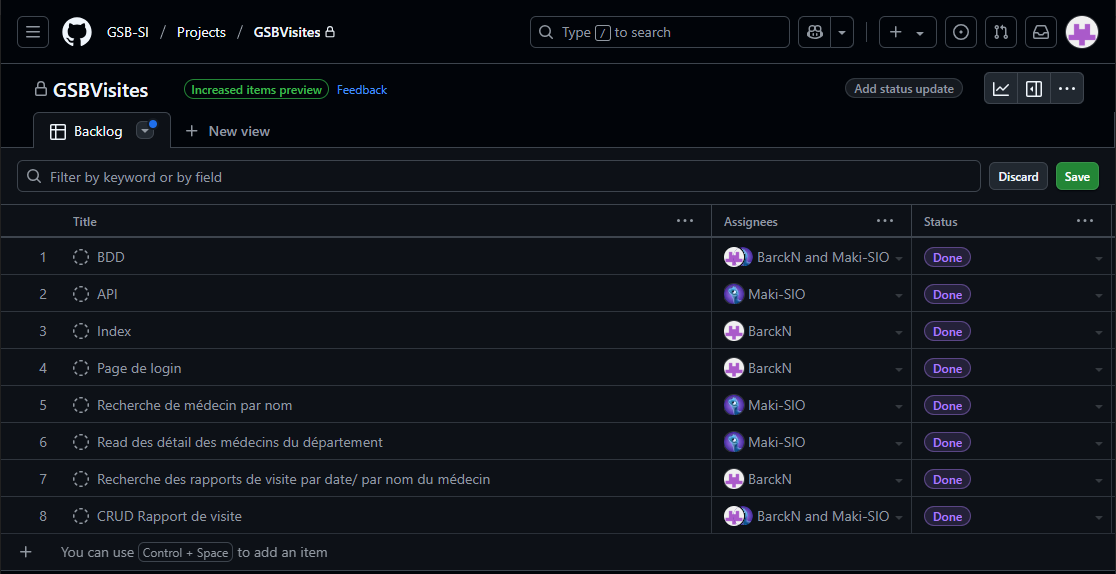 GSB-SI / Projects / GSBVisites
Type / to search
GSBVisites
Increased items preview
Feedback
Add status update
Backlog
New view
Filter by keyword or by field
Discard
Save
Title Assignees Status
1 BDD BarckN and Maki-SIO Done
2 API Maki-SIO Done
3 Index BarckN Done
4 Page de login BarckN Done
5 Recherche de médecin par nom Maki-SIO Done
6 Read des détail des médecins du département Maki-SIO Done
7 Recherche des rapports de visite par date/ par nom du médecin BarckN Done
8 CRUD Rapport de visite BarckN and Maki-SIO Done
You can use Control + Space to add an item